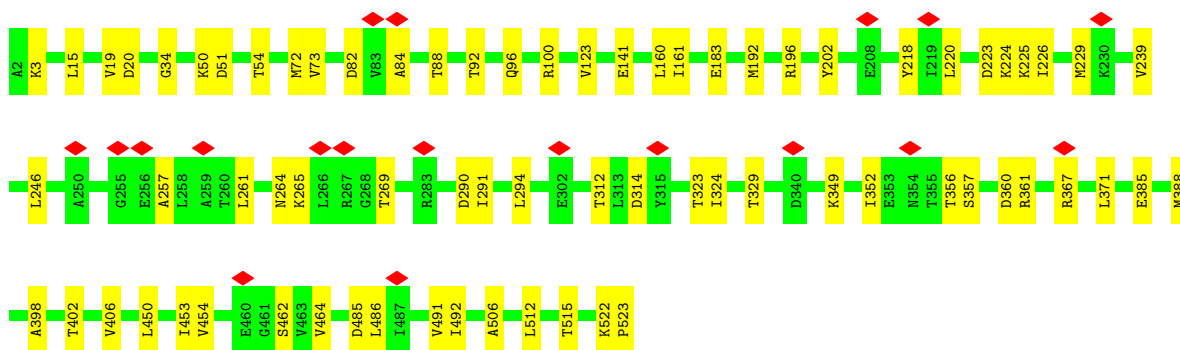 A2 K3 L15 V19 D20 G34 K50 D51 T54 M72 V73 D82 V83 A84 T88 T92 Q96 R100 V123 E141 L160 I161 E183 M192 R196 Y202 E208 Y218 I219 L220 D223 K224 K225 I226 M229 K230 V239
L246 A250 G255 E256 A257 L258 A259 T260 L261 N264 K265 L266 R267 G268 T269 R283 D290 I291 L294 E302 T312 L313 D314 Y315 T323 I324 T329 D340 K349 I352 E353 N354 T355 T356 S357 D360 R361 R367 L371 E385 M388
A398 T402 V406 L450 I453 V454 E460 G461 S462 V463 V464 D485 L486 I487 V491 I492 A506 L512 T515 K522 P523